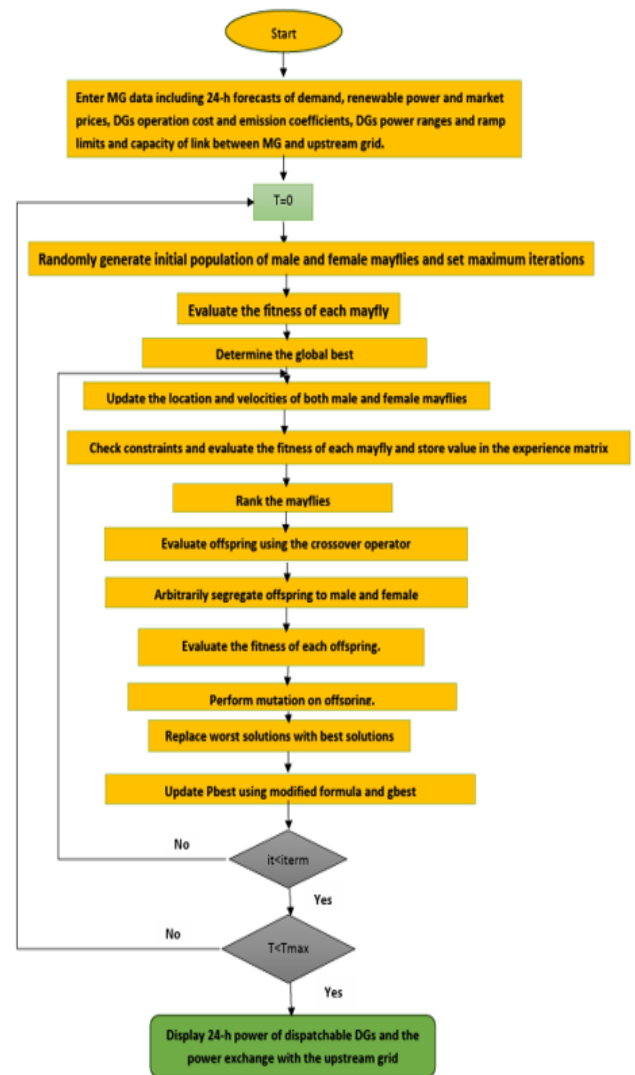 Start
Enter MG data including 24-h forecasts of demand, renewable power and market
prices, DGs operation cost and emission coefficients, DGs power ranges and ramp
limits and capacity of link between MG and upstream grid.
T=0
Randomly generate initial population of male and female mayflies and set maximum iterations
Evaluate the fitness of each mayfly
Determine the global best
Update the location and velocities of both male and female mayflies
Check constraints and evaluate the fitness of each mayfly and store value in the experience matrix
Rank the mayflies
Evaluate offspring using the crossover operator
Arbitrarily segregate offspring to male and female
Evaluate the fitness of each offspring.
Perform mutation on offspring.
Replace worst solutions with best solutions
Update Pbest using modified formula and gbest
No
it<iterm
Yes
No
T<Tmax
Yes
Display 24-h power of dispatchable DGs and the
power exchange with the upstream grid